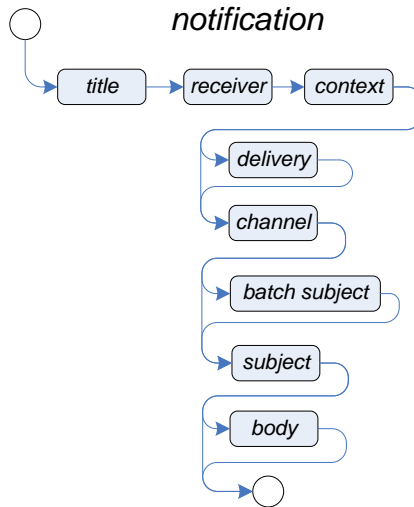 notification
title receiver context
delivery
channel
batch subject
subject
body